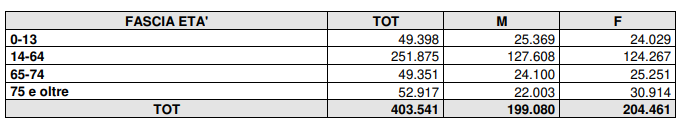 FASCIA ETA' TOT M F
0-13 49.398 25.369 24.029
14-64 251.875 127.608 124.267
65-74 49.351 24.100 25.251
75 e oltre 52.917 22.003 30.914
TOT 403.541 199.080 204.461